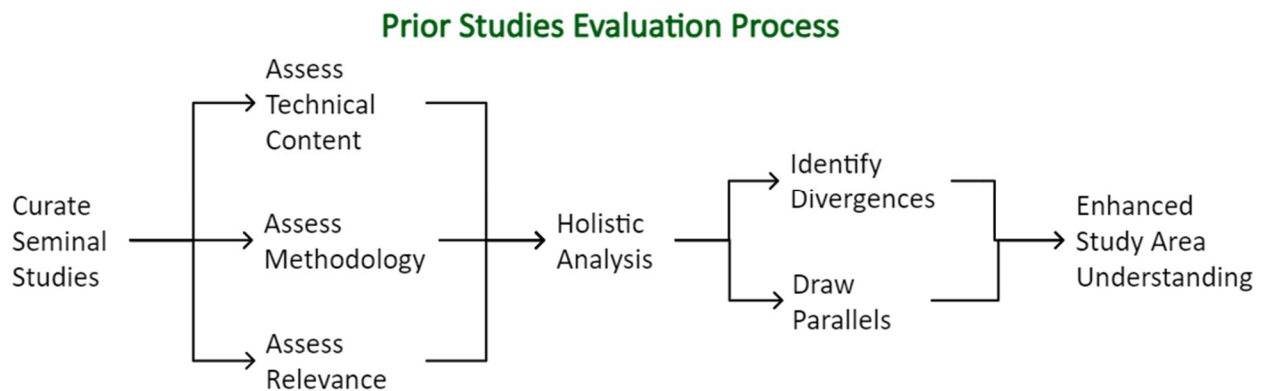 Prior Studies Evaluation Process
Curate
Seminal
Studies
Assess
Technical
Content
Assess
Methodology
Assess
Relevance
Holistic
Analysis
Identify
Divergences
Draw
Parallels
Enhanced
Study Area
Understanding